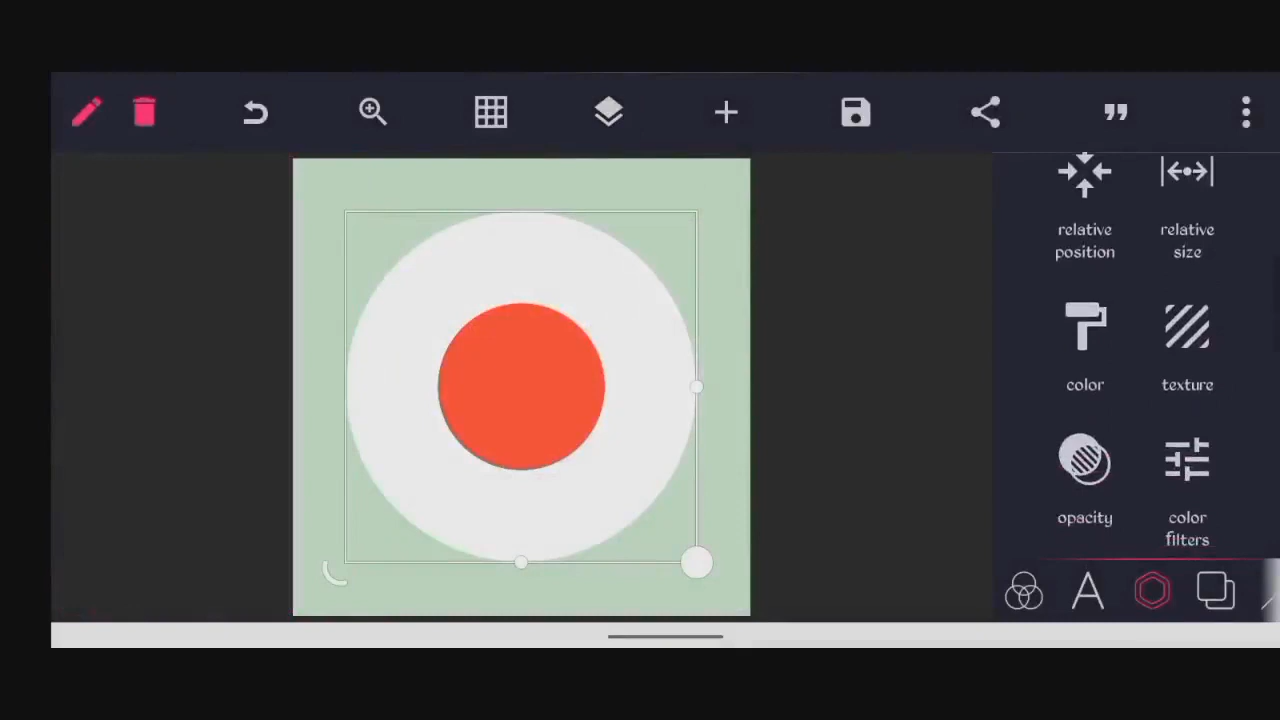 relative
position
relative
size
color
texture
opacity
color
filters